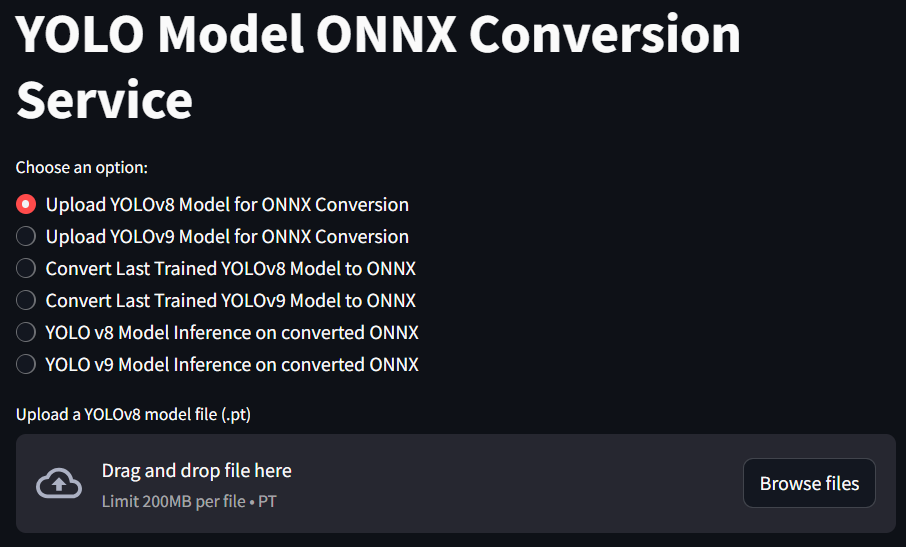 YOLO Model ONNX Conversion
Service
Choose an option:
Upload YOLOv8 Model for ONNX Conversion
Upload YOLOv9 Model for ONNX Conversion
Convert Last Trained YOLOv8 Model to ONNX
Convert Last Trained YOLOv9 Model to ONNX
YOLO v8 Model Inference on converted ONNX
YOLO v9 Model Inference on converted ONNX
Upload a YOLOv8 model file (.pt)
Drag and drop file here
Limit 200MB per file • PT
Browse files